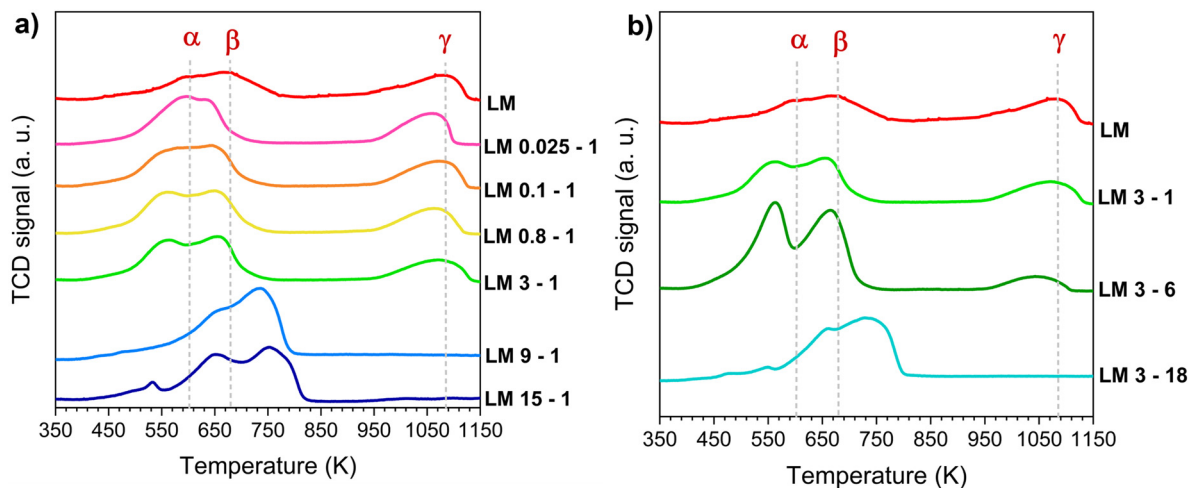 a)
α β γ
LM
LM 0.025 - 1
LM 0.1 - 1
LM 0.8 - 1
LM 3 - 1
LM 9 - 1
LM 15 - 1
TCD signal (a. u.)
350 450 550 650 750 850 950 1050 1150
Temperature (K)
b)
α β γ
LM
LM 3 - 1
LM 3 - 6
LM 3 - 18
TCD signal (a. u.)
350 450 550 650 750 850 950 1050 1150
Temperature (K)